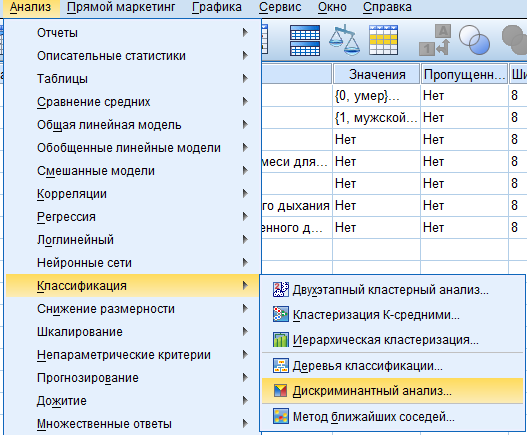 Анализ Прямой маркетинг Графика Сервис Окно Справка
Отчеты
Описательные статистики
Таблицы
Сравнение средних
Общая линейная модель
Обобщенные линейные модели
Смешанные модели
Корреляции
Регрессия
Логлинейный
Нейронные сети
Классификация
Снижение размерности
Шкалирование
Непараметрические критерии
Прогнозирование
Дожитие
Множественные ответы
Двухэтапный кластерный анализ...
Кластеризация К-средними...
Иерархическая кластеризация...
Деревья классификации...
Дискриминантный анализ...
Метод ближайших соседей...
Значения Пропущенн... Ши
{0, умер}... Нет 8
{1, мужской... Нет 8
Нет Нет 8
меси для... Нет Нет 8
го дыхания Нет Нет 8
енного д... Нет Нет 8